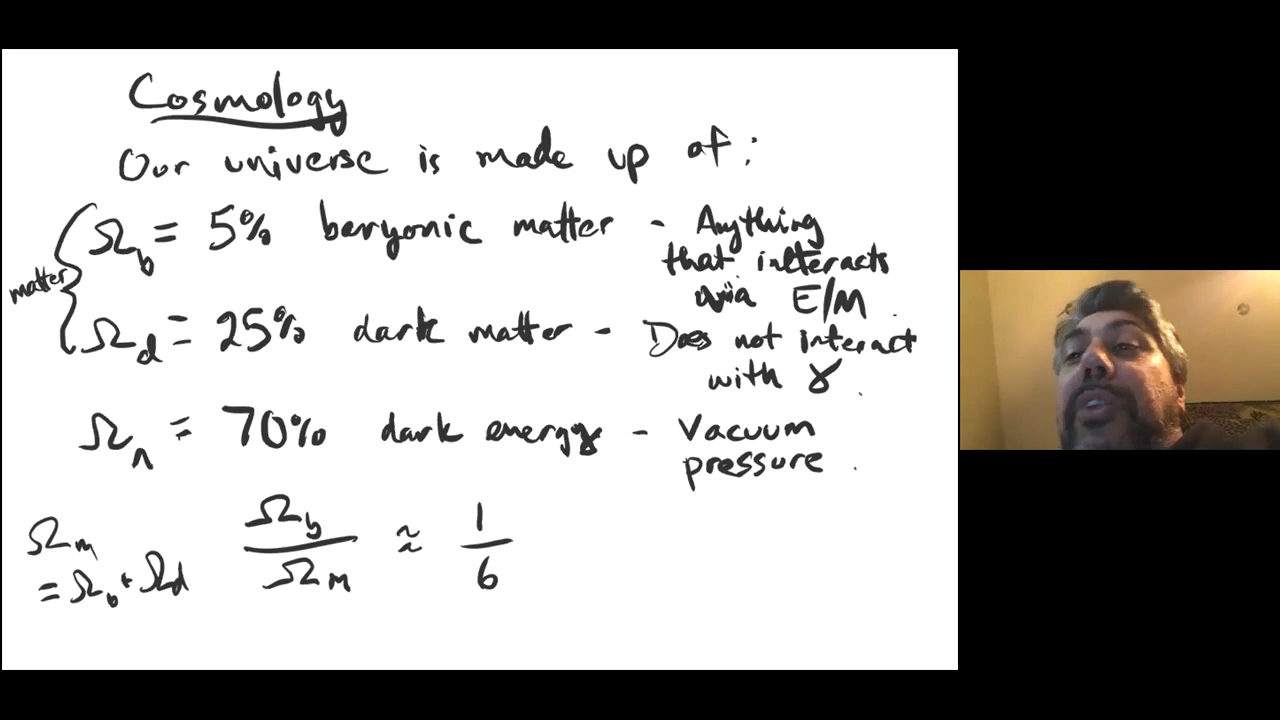 Cosmology
Our universe is made up of:
matter { Ω_b = 5% baryonic matter - Anything
that interacts
via E/M.
Ω_d = 25% dark matter - Does not interact
with γ.
Ω_Λ = 70% dark energy - Vacuum
pressure.
Ω_m
= Ω_b + Ω_d
Ω_b / Ω_m ≈ 1 / 6